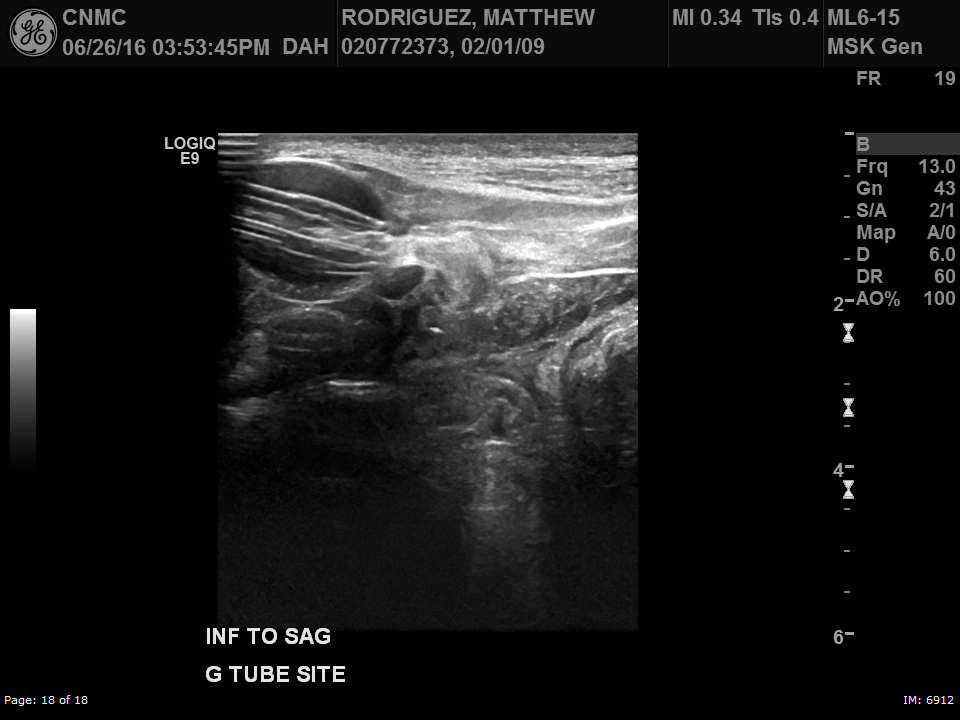 CNMC
06/26/16 03:53:45PM DAH
RODRIGUEZ, MATTHEW
020772373, 02/01/09
MI 0.34 TIs 0.4
ML6-15
MSK Gen
FR 19
LOGIQ
E9
B
Frq 13.0
Gn 43
S/A 2/1
Map A/0
D 6.0
DR 60
AO% 100
2
4
6
INF TO SAG
G TUBE SITE
Page: 18 of 18
IM: 6912